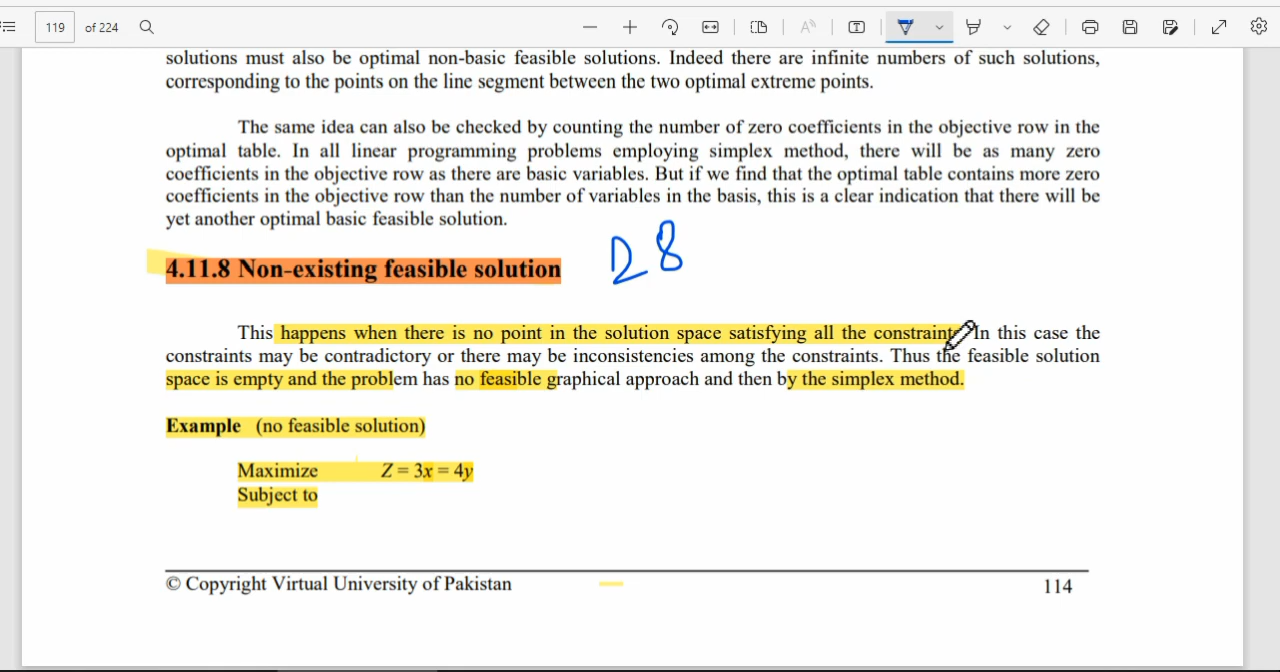 119 of 224
solutions must also be optimal non-basic feasible solutions. Indeed there are infinite numbers of such solutions,
corresponding to the points on the line segment between the two optimal extreme points.
The same idea can also be checked by counting the number of zero coefficients in the objective row in the
optimal table. In all linear programming problems employing simplex method, there will be as many zero
coefficients in the objective row as there are basic variables. But if we find that the optimal table contains more zero
coefficients in the objective row than the number of variables in the basis, this is a clear indication that there will be
yet another optimal basic feasible solution.
4.11.8 Non-existing feasible solution
28
This happens when there is no point in the solution space satisfying all the constraint In this case the
constraints may be contradictory or there may be inconsistencies among the constraints. Thus the feasible solution
space is empty and the problem has no feasible graphical approach and then by the simplex method.
Example (no feasible solution)
Maximize Z = 3x = 4y
Subject to
© Copyright Virtual University of Pakistan 114